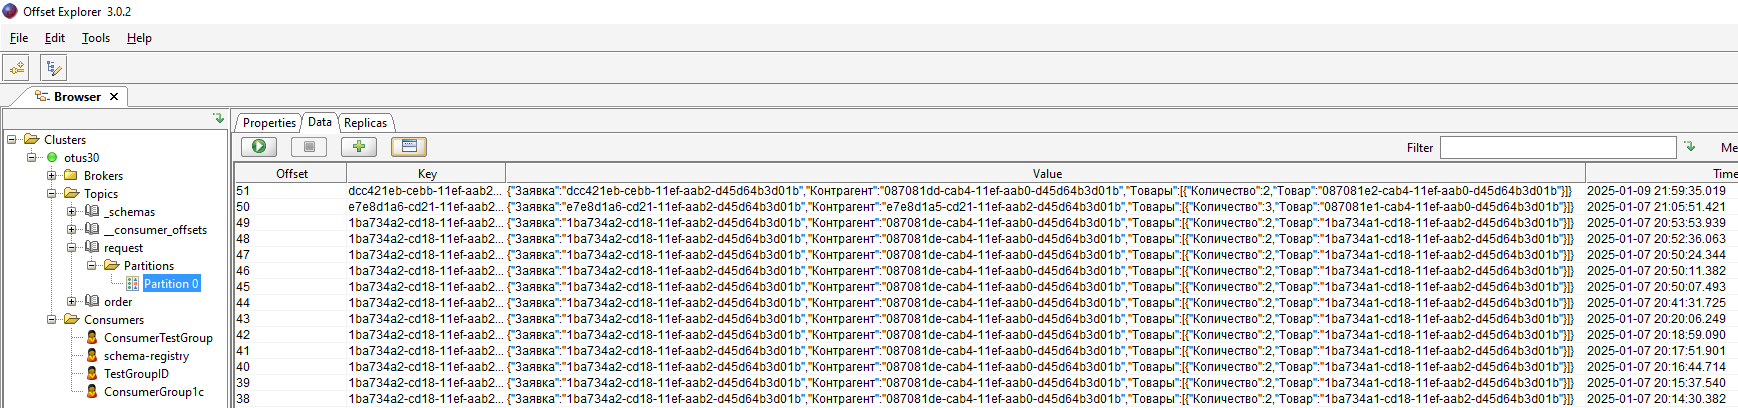 Offset Explorer 3.0.2
File Edit Tools Help
Browser
Clusters
otus30
Brokers
Topics
_schemas
__consumer_offsets
request
Partitions
Partition 0
order
Consumers
ConsumerTestGroup
schema-registry
TestGroupID
ConsumerGroup1c
Properties Data Replicas
Filter Me
Offset Key Value Time
51 dcc421eb-cebb-11ef-aab2... {"Заявка":"dcc421eb-cebb-11ef-aab2-d45d64b3d01b","Контрагент":"087081dd-cab4-11ef-aab0-d45d64b3d01b","Товары":[{"Количество":2,"Товар":"087081e2-cab4-11ef-aab0-d45d64b3d01b"}]} 2025-01-09 21:59:35.019
50 e7e8d1a6-cd21-11ef-aab2... {"Заявка":"e7e8d1a6-cd21-11ef-aab2-d45d64b3d01b","Контрагент":"e7e8d1a5-cd21-11ef-aab2-d45d64b3d01b","Товары":[{"Количество":3,"Товар":"087081e1-cab4-11ef-aab0-d45d64b3d01b"}]} 2025-01-07 21:05:51.421
49 1ba734a2-cd18-11ef-aab2... {"Заявка":"1ba734a2-cd18-11ef-aab2-d45d64b3d01b","Контрагент":"087081de-cab4-11ef-aab0-d45d64b3d01b","Товары":[{"Количество":2,"Товар":"1ba734a1-cd18-11ef-aab2-d45d64b3d01b"}]} 2025-01-07 20:53:53.939
48 1ba734a2-cd18-11ef-aab2... {"Заявка":"1ba734a2-cd18-11ef-aab2-d45d64b3d01b","Контрагент":"087081de-cab4-11ef-aab0-d45d64b3d01b","Товары":[{"Количество":2,"Товар":"1ba734a1-cd18-11ef-aab2-d45d64b3d01b"}]} 2025-01-07 20:52:36.063
47 1ba734a2-cd18-11ef-aab2... {"Заявка":"1ba734a2-cd18-11ef-aab2-d45d64b3d01b","Контрагент":"087081de-cab4-11ef-aab0-d45d64b3d01b","Товары":[{"Количество":2,"Товар":"1ba734a1-cd18-11ef-aab2-d45d64b3d01b"}]} 2025-01-07 20:50:24.344
46 1ba734a2-cd18-11ef-aab2... {"Заявка":"1ba734a2-cd18-11ef-aab2-d45d64b3d01b","Контрагент":"087081de-cab4-11ef-aab0-d45d64b3d01b","Товары":[{"Количество":2,"Товар":"1ba734a1-cd18-11ef-aab2-d45d64b3d01b"}]} 2025-01-07 20:50:11.382
45 1ba734a2-cd18-11ef-aab2... {"Заявка":"1ba734a2-cd18-11ef-aab2-d45d64b3d01b","Контрагент":"087081de-cab4-11ef-aab0-d45d64b3d01b","Товары":[{"Количество":2,"Товар":"1ba734a1-cd18-11ef-aab2-d45d64b3d01b"}]} 2025-01-07 20:50:07.493
44 1ba734a2-cd18-11ef-aab2... {"Заявка":"1ba734a2-cd18-11ef-aab2-d45d64b3d01b","Контрагент":"087081de-cab4-11ef-aab0-d45d64b3d01b","Товары":[{"Количество":2,"Товар":"1ba734a1-cd18-11ef-aab2-d45d64b3d01b"}]} 2025-01-07 20:41:31.725
43 1ba734a2-cd18-11ef-aab2... {"Заявка":"1ba734a2-cd18-11ef-aab2-d45d64b3d01b","Контрагент":"087081de-cab4-11ef-aab0-d45d64b3d01b","Товары":[{"Количество":2,"Товар":"1ba734a1-cd18-11ef-aab2-d45d64b3d01b"}]} 2025-01-07 20:20:06.249
42 1ba734a2-cd18-11ef-aab2... {"Заявка":"1ba734a2-cd18-11ef-aab2-d45d64b3d01b","Контрагент":"087081de-cab4-11ef-aab0-d45d64b3d01b","Товары":[{"Количество":2,"Товар":"1ba734a1-cd18-11ef-aab2-d45d64b3d01b"}]} 2025-01-07 20:18:59.090
41 1ba734a2-cd18-11ef-aab2... {"Заявка":"1ba734a2-cd18-11ef-aab2-d45d64b3d01b","Контрагент":"087081de-cab4-11ef-aab0-d45d64b3d01b","Товары":[{"Количество":2,"Товар":"1ba734a1-cd18-11ef-aab2-d45d64b3d01b"}]} 2025-01-07 20:17:51.901
40 1ba734a2-cd18-11ef-aab2... {"Заявка":"1ba734a2-cd18-11ef-aab2-d45d64b3d01b","Контрагент":"087081de-cab4-11ef-aab0-d45d64b3d01b","Товары":[{"Количество":2,"Товар":"1ba734a1-cd18-11ef-aab2-d45d64b3d01b"}]} 2025-01-07 20:16:44.714
39 1ba734a2-cd18-11ef-aab2... {"Заявка":"1ba734a2-cd18-11ef-aab2-d45d64b3d01b","Контрагент":"087081de-cab4-11ef-aab0-d45d64b3d01b","Товары":[{"Количество":2,"Товар":"1ba734a1-cd18-11ef-aab2-d45d64b3d01b"}]} 2025-01-07 20:15:37.540
38 1ba734a2-cd18-11ef-aab2... {"Заявка":"1ba734a2-cd18-11ef-aab2-d45d64b3d01b","Контрагент":"087081de-cab4-11ef-aab0-d45d64b3d01b","Товары":[{"Количество":2,"Товар":"1ba734a1-cd18-11ef-aab2-d45d64b3d01b"}]} 2025-01-07 20:14:30.382